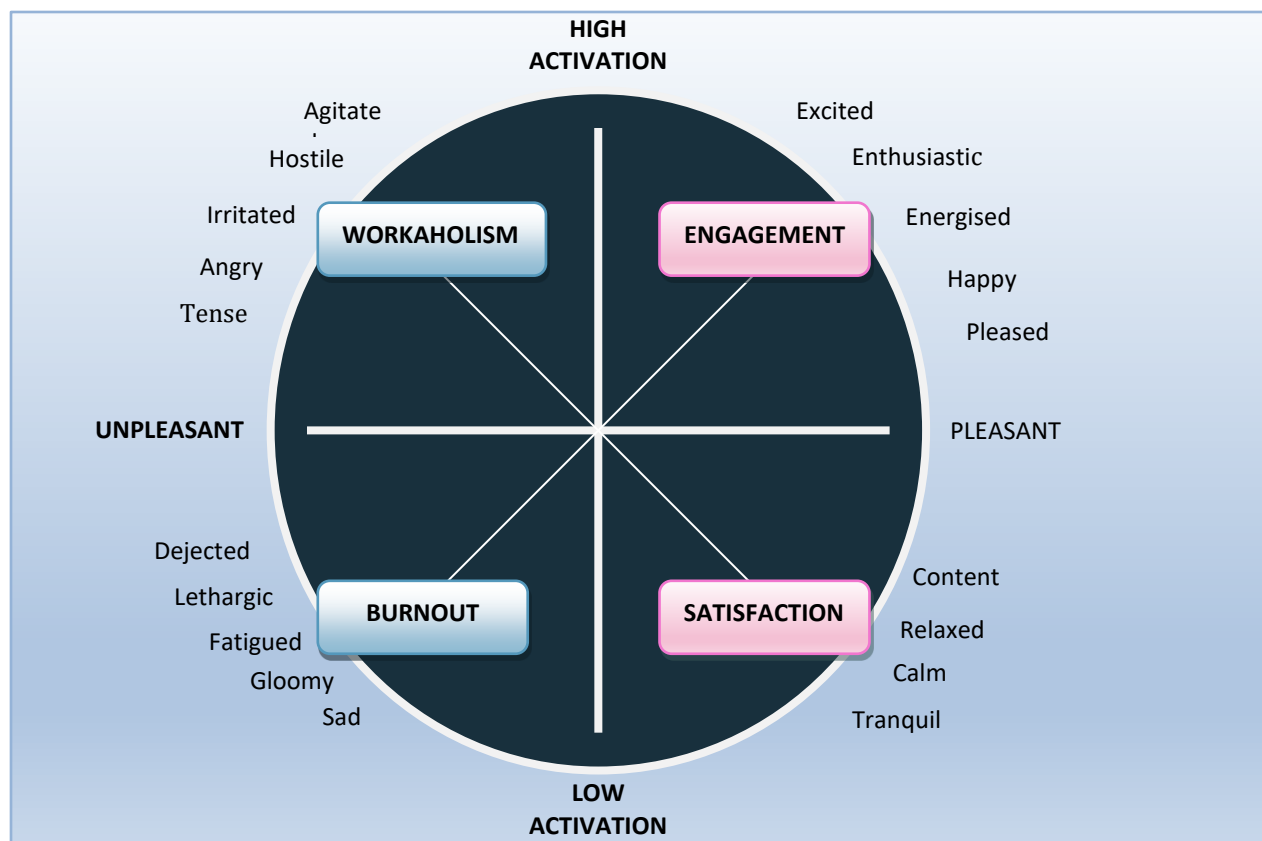 HIGH
ACTIVATION
Agitate
Excited
Hostile
Enthusiastic
Irritated
Energised
WORKAHOLISM
ENGAGEMENT
Angry
Happy
Tense
Pleased
UNPLEASANT
PLEASANT
Dejected
Content
Lethargic
BURNOUT
SATISFACTION
Relaxed
Fatigued
Calm
Gloomy
Sad
Tranquil
LOW
ACTIVATION